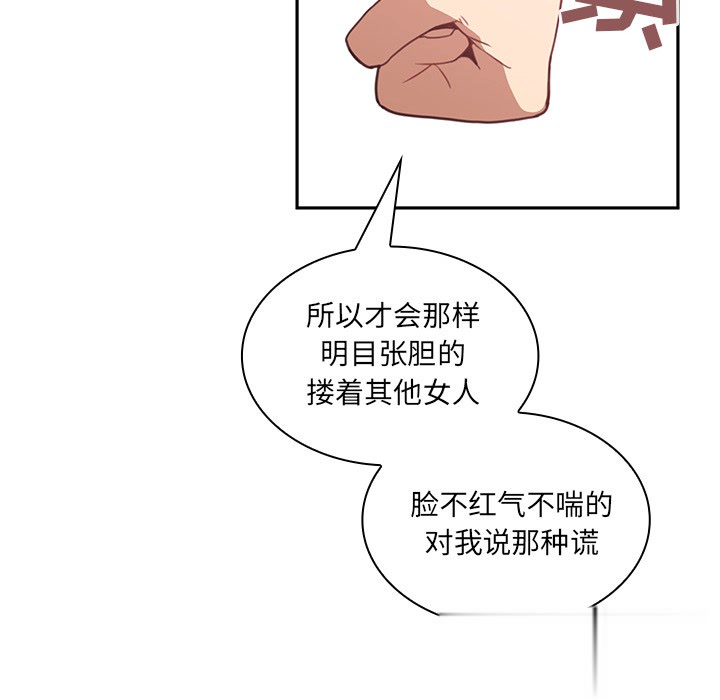 所以才会那样
明目张胆的
搂着其他女人
脸不红气不喘的
对我说那种谎